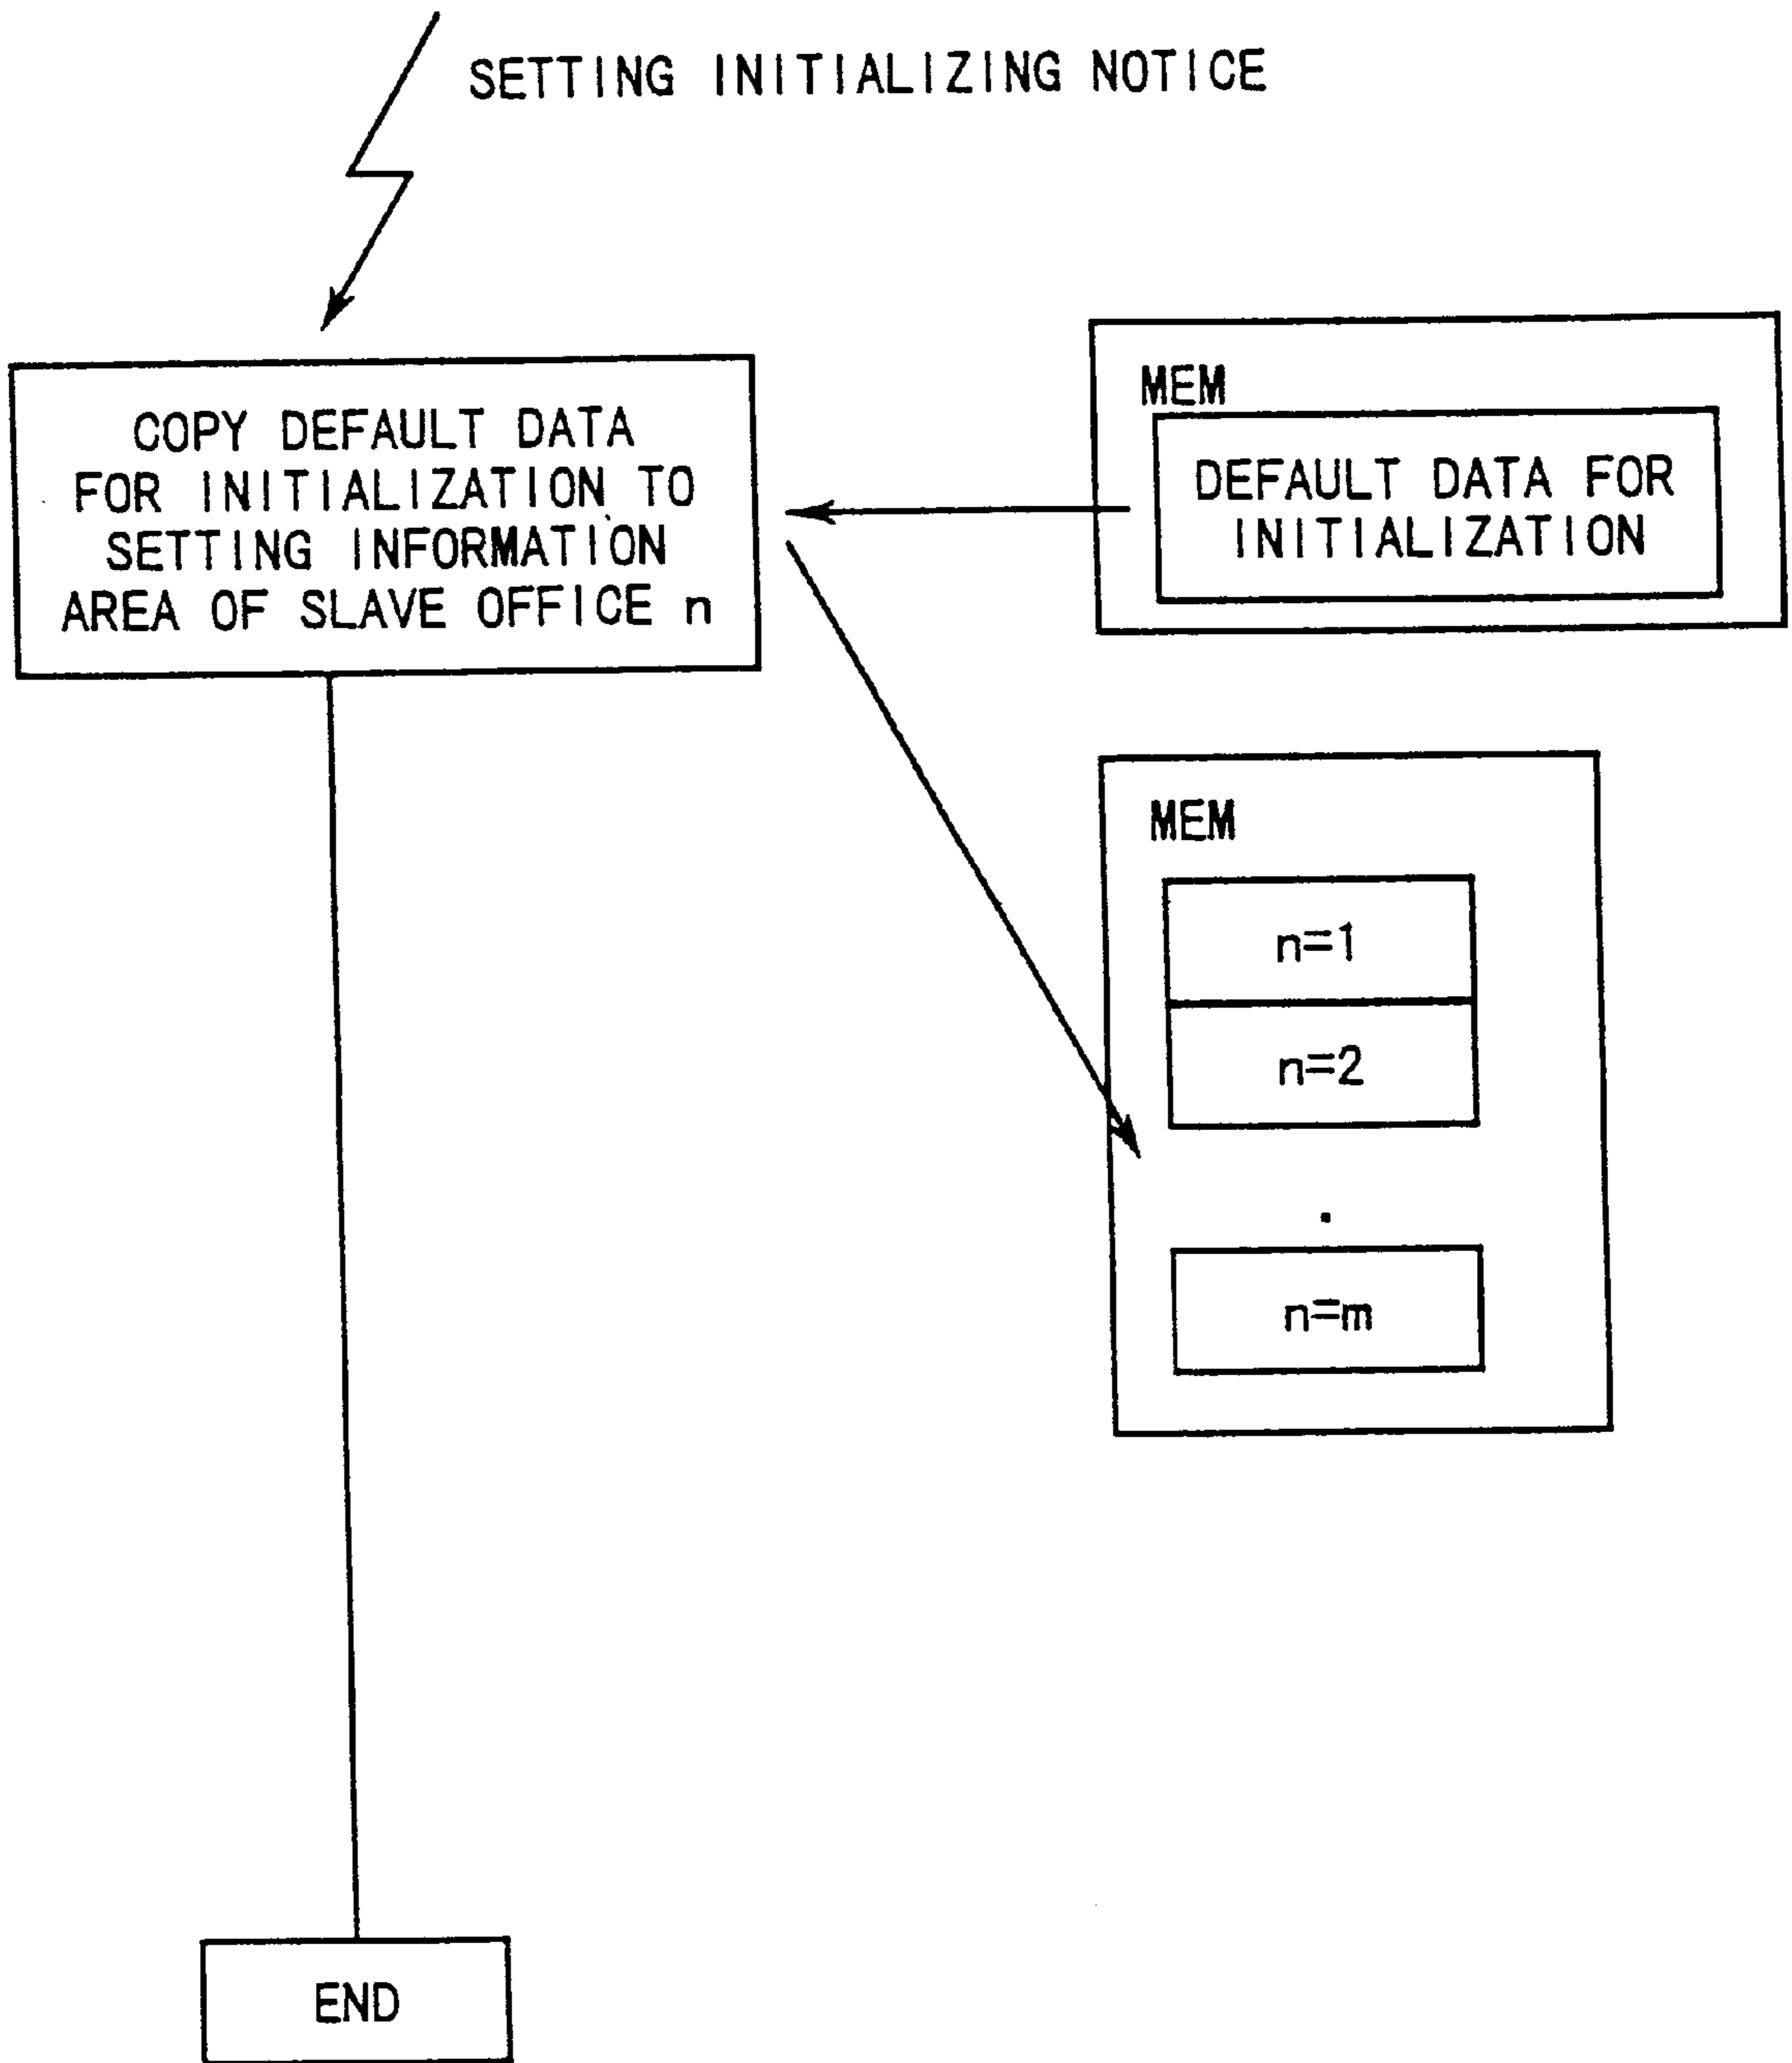 SETTING INITIALIZING NOTICE
COPY DEFAULT DATA
FOR INITIALIZATION TO
SETTING INFORMATION
AREA OF SLAVE OFFICE n
MEM
DEFAULT DATA FOR
INITIALIZATION
MEM
n=1
n=2
.
n=m
END